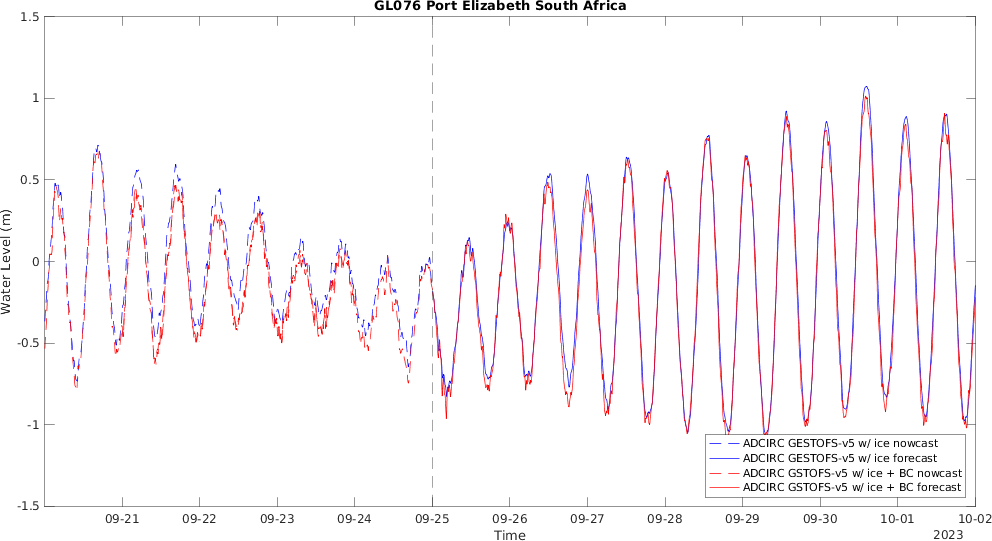 GL076 Port Elizabeth South Africa
1.5
1
0.5
0
-0.5
-1
-1.5
Water Level (m)
ADCIRC GESTOFS-v5 w/ ice nowcast
ADCIRC GESTOFS-v5 w/ ice forecast
ADCIRC GSTOFS-v5 w/ ice + BC nowcast
ADCIRC GSTOFS-v5 w/ ice + BC forecast
09-21 09-22 09-23 09-24 09-25 09-26 09-27 09-28 09-29 09-30 10-01 10-02
Time
2023